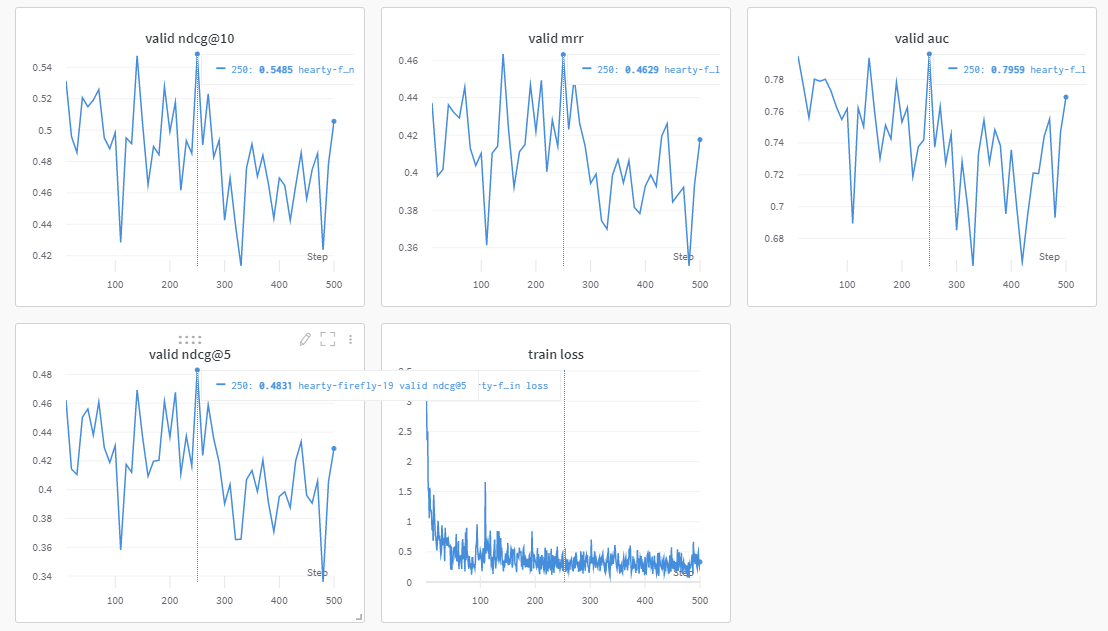 valid ndcg@10
250: 0.5485 hearty-f…n
0.54
0.52
0.5
0.48
0.46
0.44
0.42
Step
100 200 300 400 500
valid mrr
250: 0.4629 hearty-f…l
0.46
0.44
0.42
0.4
0.38
0.36
Step
100 200 300 400 500
valid auc
250: 0.7959 hearty-f…l
0.78
0.76
0.74
0.72
0.7
0.68
Step
100 200 300 400 500
valid ndcg@5
250: 0.4831 hearty-firefly-19 valid ndcg@5
0.48
0.46
0.44
0.42
0.4
0.38
0.36
0.34
Step
100 200 300 400 500
train loss
rty-f…in loss
3
2.5
2
1.5
1
0.5
0
Step
100 200 300 400 500